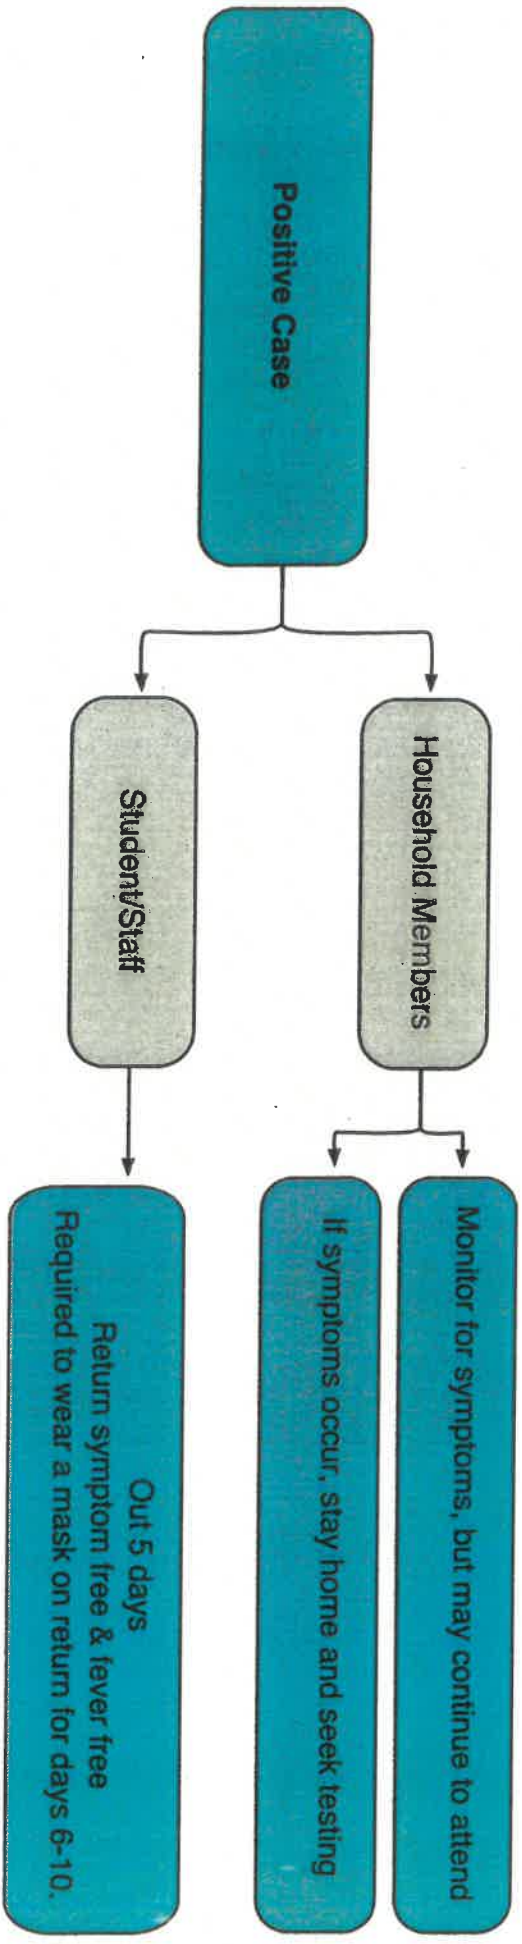 Positive Case
Household Members
Student/Staff
Monitor for symptoms, but may continue to attend
If symptoms occur, stay home and seek testing
Out 5 days
Return symptom free & fever free
Required to wear a mask on return for days 6-10.